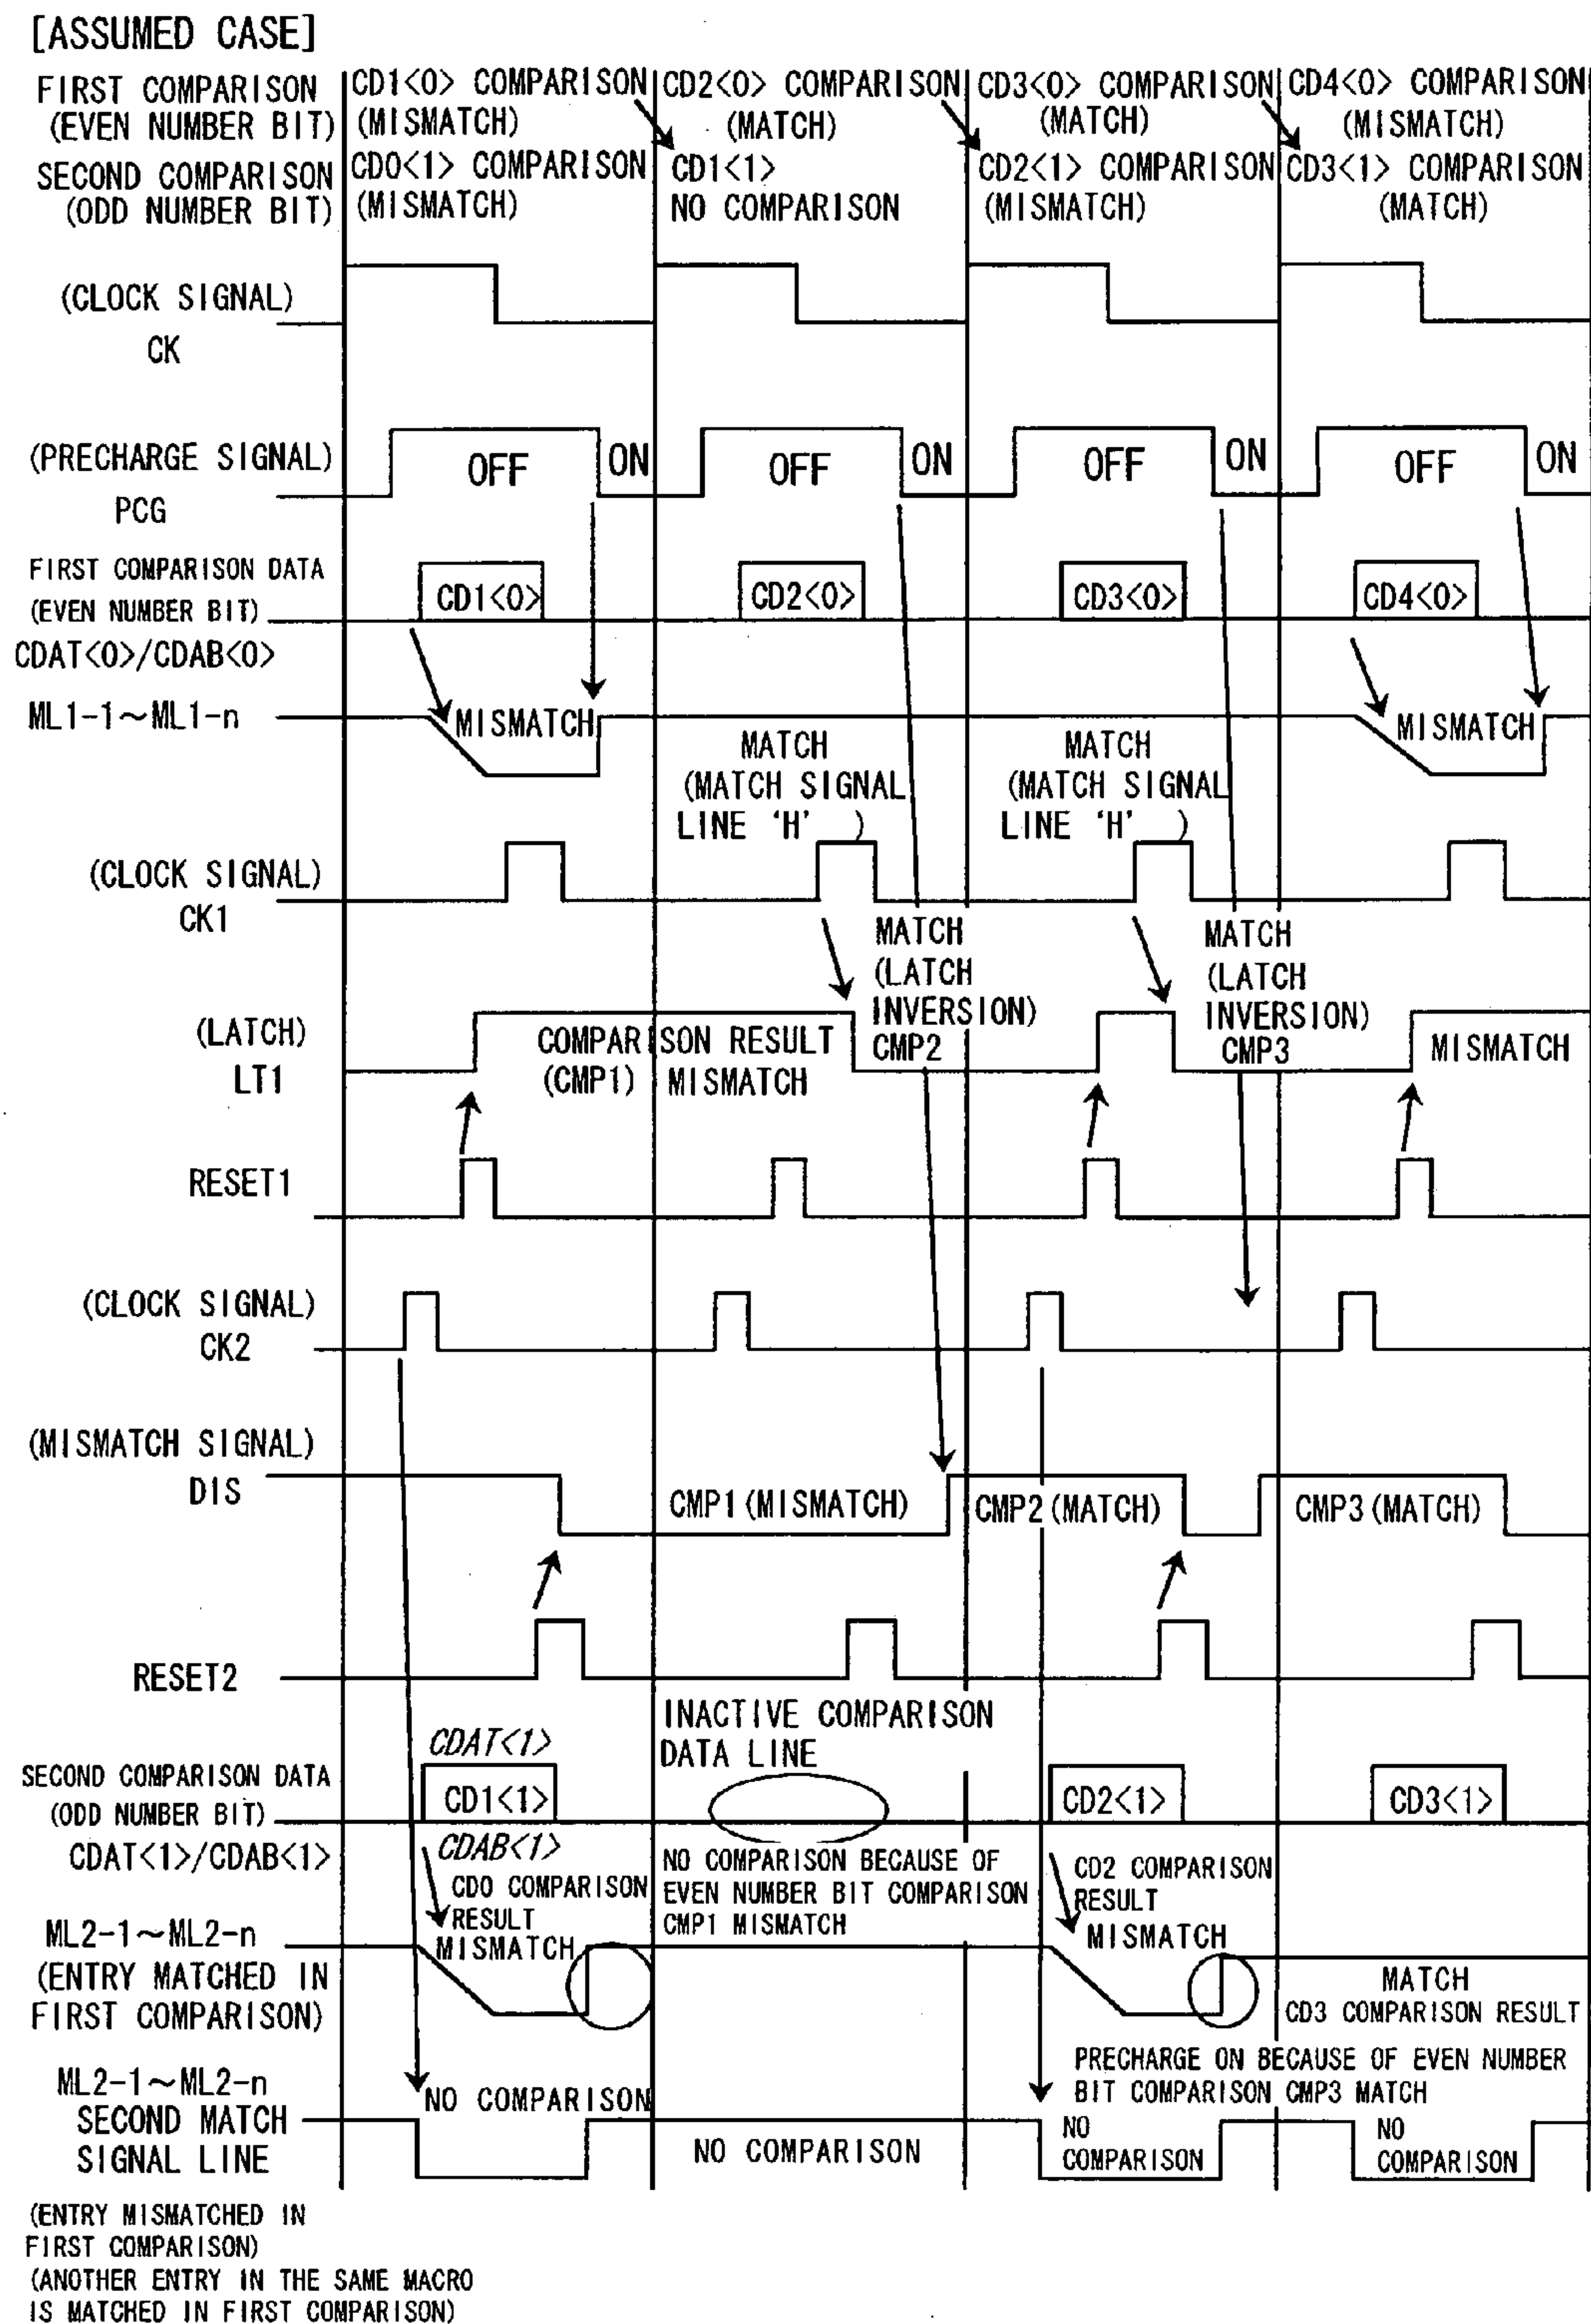 [ASSUMED CASE]
FIRST COMPARISON
(EVEN NUMBER BIT)
CD1<0> COMPARISON
(MISMATCH)
CD2<0> COMPARISON
(MATCH)
CD3<0> COMPARISON
(MATCH)
CD4<0> COMPARISON
(MISMATCH)
SECOND COMPARISON
(ODD NUMBER BIT)
CD0<1> COMPARISON
(MISMATCH)
CD1<1>
NO COMPARISON
CD2<1> COMPARISON
(MISMATCH)
CD3<1> COMPARISON
(MATCH)
(CLOCK SIGNAL)
CK
(PRECHARGE SIGNAL)
PCG
OFF
ON
OFF
ON
OFF
ON
OFF
ON
FIRST COMPARISON DATA
(EVEN NUMBER BIT)
CDAT<0>/CDAB<0>
CD1<0>
CD2<0>
CD3<0>
CD4<0>
ML1-1~ML1-n
MISMATCH
MATCH
(MATCH SIGNAL
LINE 'H' )
MATCH
(MATCH SIGNAL
LINE 'H' )
MISMATCH
(CLOCK SIGNAL)
CK1
(LATCH)
LT1
COMPARISON RESULT
(CMP1) MISMATCH
MATCH
(LATCH
INVERSION)
CMP2
MATCH
(LATCH
INVERSION)
CMP3
MISMATCH
RESET1
(CLOCK SIGNAL)
CK2
(MISMATCH SIGNAL)
DIS
CMP1(MISMATCH)
CMP2(MATCH)
CMP3(MATCH)
RESET2
SECOND COMPARISON DATA
(ODD NUMBER BIT)
CDAT<1>/CDAB<1>
CDAT<1>
CD1<1>
CDAB<1>
INACTIVE COMPARISON
DATA LINE
CD2<1>
CD3<1>
ML2-1~ML2-n
(ENTRY MATCHED IN
FIRST COMPARISON)
CD0 COMPARISON
RESULT
MISMATCH
NO COMPARISON BECAUSE OF
EVEN NUMBER BIT COMPARISON
CMP1 MISMATCH
CD2 COMPARISON
RESULT
MISMATCH
MATCH
CD3 COMPARISON RESULT
PRECHARGE ON BECAUSE OF EVEN NUMBER
BIT COMPARISON CMP3 MATCH
ML2-1~ML2-n
SECOND MATCH
SIGNAL LINE
NO COMPARISON
NO COMPARISON
NO
COMPARISON
NO
COMPARISON
(ENTRY MISMATCHED IN
FIRST COMPARISON)
(ANOTHER ENTRY IN THE SAME MACRO
IS MATCHED IN FIRST COMPARISON)